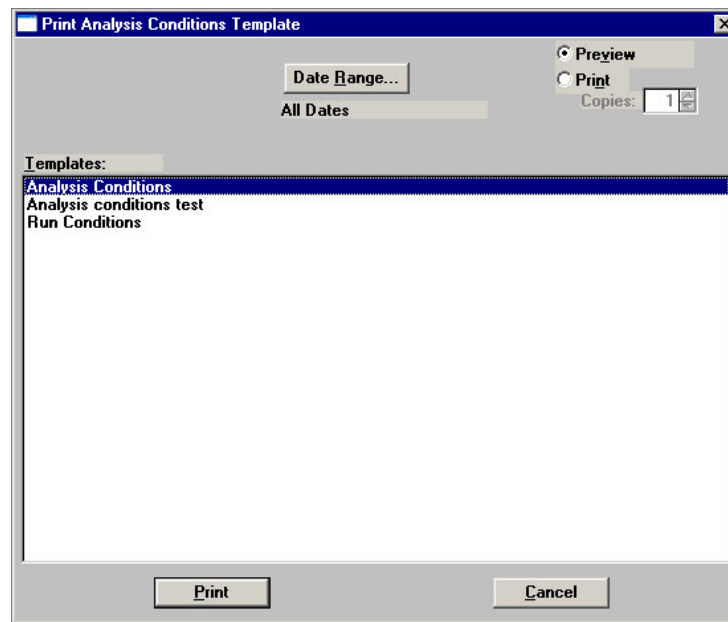 Print Analysis Conditions Template
Preview
Date Range...
Print
All Dates
Copies: 1
Templates:
Analysis Conditions
Analysis conditions test
Run Conditions
Print Cancel